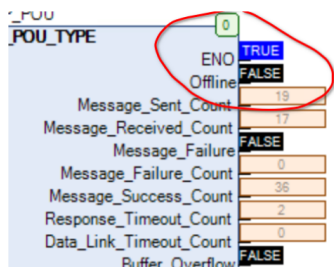 _POU
_POU_TYPE
0
ENO TRUE
Offline FALSE
Message_Sent_Count 19
Message_Received_Count 17
Message_Failure FALSE
Message_Failure_Count 0
Message_Success_Count 36
Response_Timeout_Count 2
Data_Link_Timeout_Count 0
Buffer_Overflow FALSE